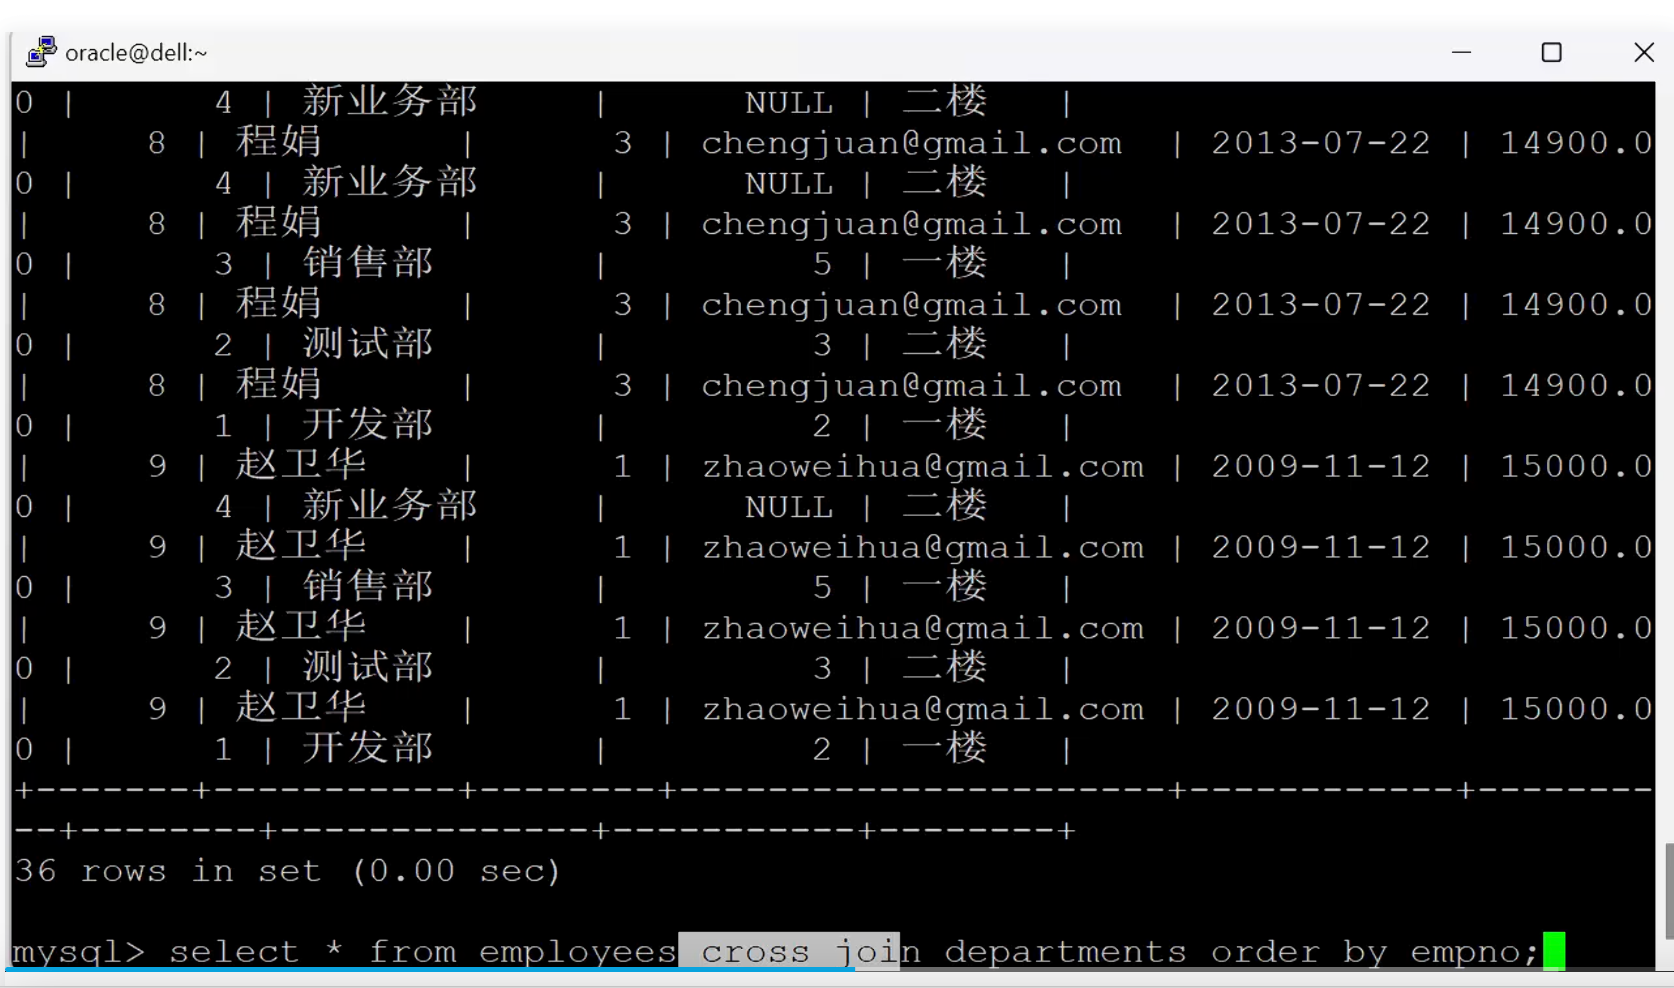 oracle@dell:~
0 |      4 | 新业务部      |      NULL | 二楼   |
|     8 | 程娟      |      3 | chengjuan@gmail.com  | 2013-07-22 | 14900.0
0 |      4 | 新业务部      |      NULL | 二楼   |
|     8 | 程娟      |      3 | chengjuan@gmail.com  | 2013-07-22 | 14900.0
0 |      3 | 销售部       |         5 | 一楼   |
|     8 | 程娟      |      3 | chengjuan@gmail.com  | 2013-07-22 | 14900.0
0 |      2 | 测试部       |         3 | 二楼   |
|     8 | 程娟      |      3 | chengjuan@gmail.com  | 2013-07-22 | 14900.0
0 |      1 | 开发部       |         2 | 一楼   |
|     9 | 赵卫华    |      1 | zhaoweihua@gmail.com | 2009-11-12 | 15000.0
0 |      4 | 新业务部      |      NULL | 二楼   |
|     9 | 赵卫华    |      1 | zhaoweihua@gmail.com | 2009-11-12 | 15000.0
0 |      3 | 销售部       |         5 | 一楼   |
|     9 | 赵卫华    |      1 | zhaoweihua@gmail.com | 2009-11-12 | 15000.0
0 |      2 | 测试部       |         3 | 二楼   |
|     9 | 赵卫华    |      1 | zhaoweihua@gmail.com | 2009-11-12 | 15000.0
0 |      1 | 开发部       |         2 | 一楼   |
+-------+-----------+--------+----------------------+------------+--------
--+--------+--------------+-----------+--------+
36 rows in set (0.00 sec)
mysql> select * from employees cross join departments order by empno;